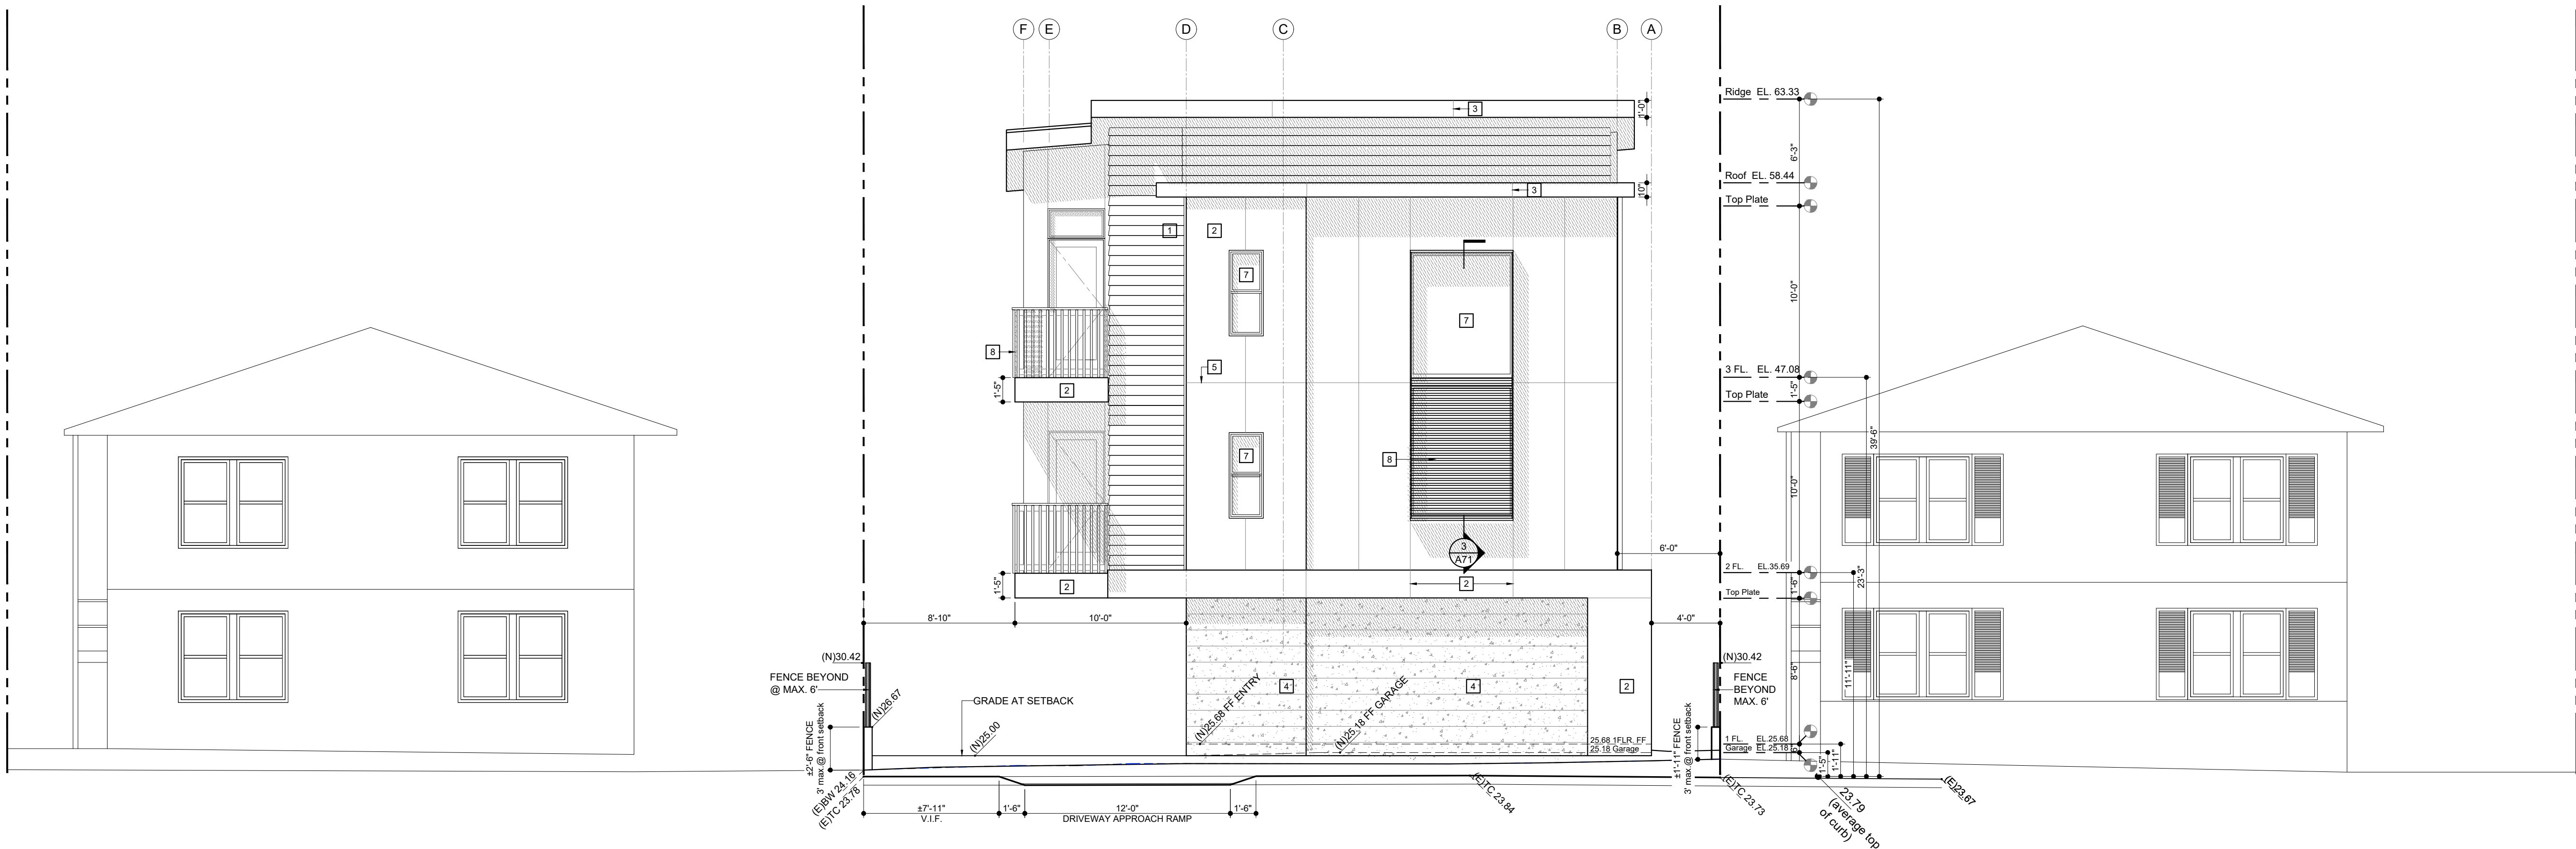 F E D C B A
Ridge EL. 63.33
1'-0"
3
6'-3"
Roof EL. 58.44
10"
3
Top Plate
1
2
7
10'-0"
7
8
5
3 FL. EL. 47.08
1'-5"
2
1'-5"
Top Plate
39'-6"
7
8
10'-0"
3
A71
6'-0"
2 FL. EL.35.69
23'-3"
1'-5"
2
2
1'-6"
Top Plate
8'-10"
10'-0"
4'-0"
(N)30.42
(N)30.42
FENCE BEYOND
@ MAX. 6'
FENCE
BEYOND
MAX. 6'
8'-6"
11'-11"
4
4
2
(N)26.67
GRADE AT SETBACK
(N)25.00
(N)25.68 FF ENTRY
(N)25.18 FF GARAGE
±2'-6" FENCE
3' max.@ front setback
±1'-11" FENCE
3' max.@ front setback
25.68 1FLR_FF
25.18 Garage
1 FL. EL.25.68
Garage EL.25.18
1'-5"
1'-11"
(E)BW 24.16
(E)TC 23.78
(E)TC 23.84
(E)TC 23.73
23.79
(average top
of curb)
(E)23.67
±7'-11"
V.I.F.
1'-6"
12'-0"
DRIVEWAY APPROACH RAMP
1'-6"